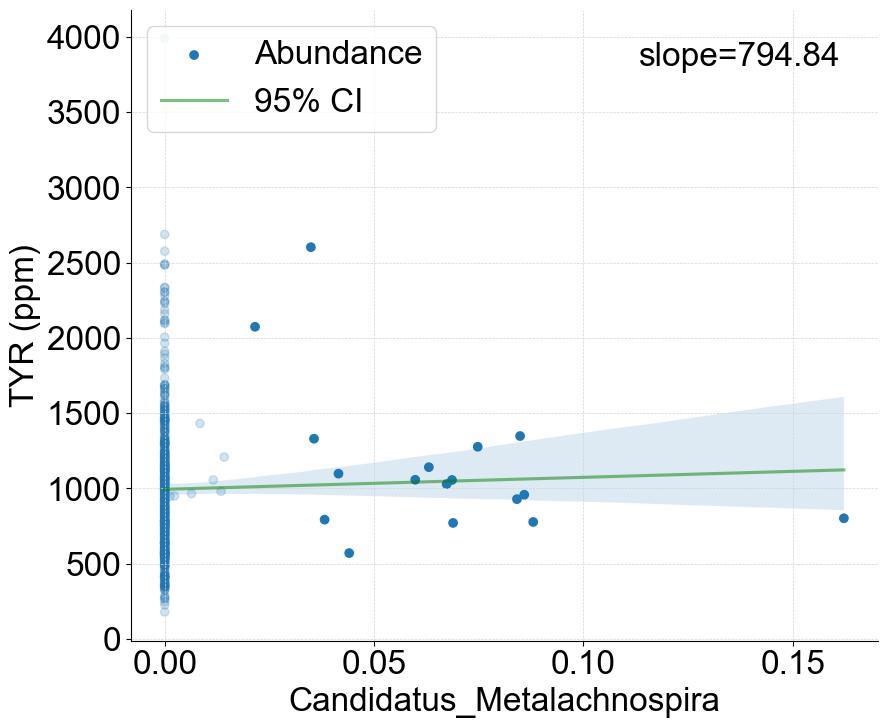 4000
3500
3000
2500
2000
1500
1000
500
0
TYR (ppm)
Abundance
95% CI
slope=794.84
0.00 0.05 0.10 0.15
Candidatus_Metalachnospira